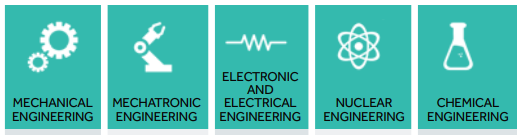 MECHANICAL
ENGINEERING
MECHATRONIC
ENGINEERING
ELECTRONIC
AND
ELECTRICAL
ENGINEERING
NUCLEAR
ENGINEERING
CHEMICAL
ENGINEERING